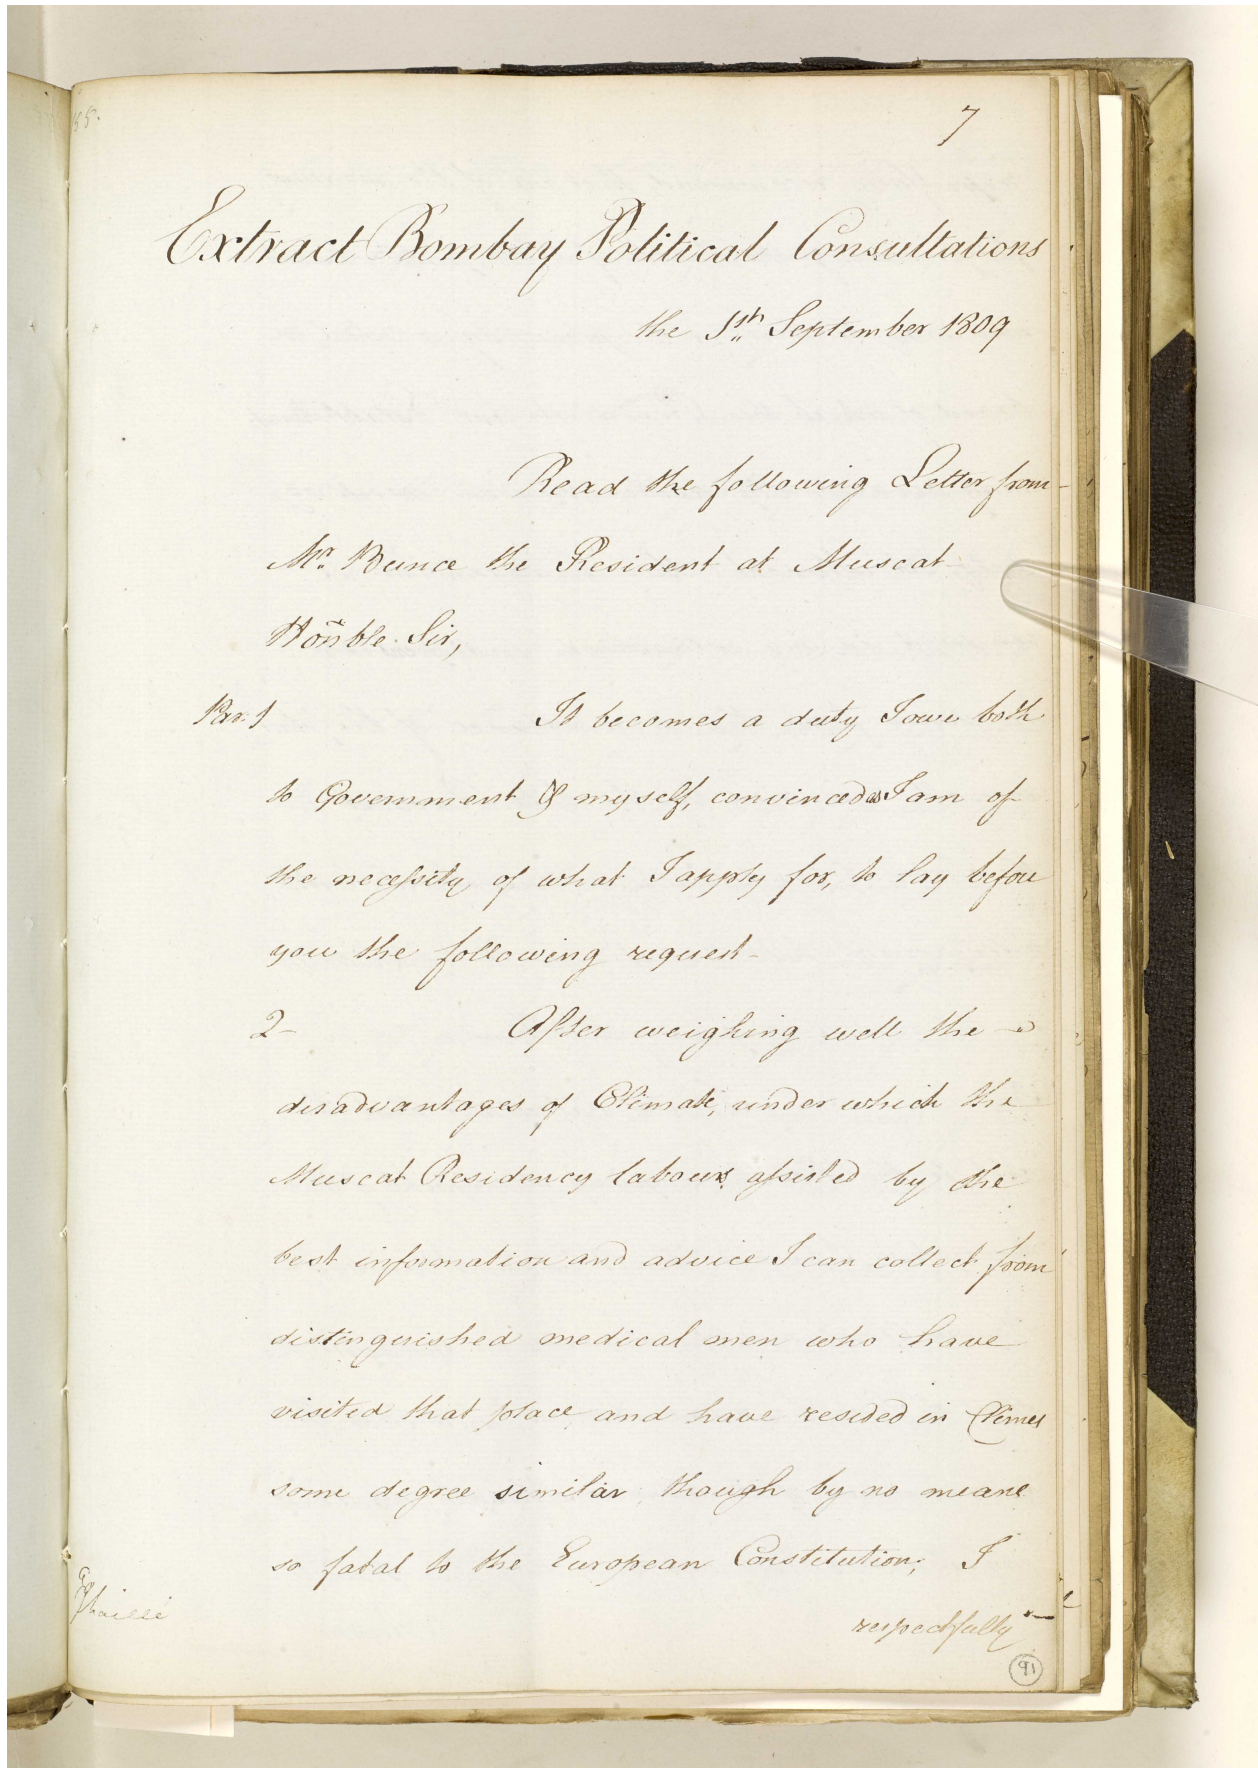 7
Extract Bombay Political Consultations
the 1st September 1809
Read the following Letter from
Mr. Bunce the Resident at Muscat
Honble Sir,
Par. 1 It becomes a duty I owe both
to Government & myself, convinced as I am of
the necessity of what I apply for, to lay before
you the following request -
2 - After weighing well the
disadvantages of Climate, under which the
Muscat Residency labours, assisted by the
best information and advice I can collect from
distinguished medical men who have
visited that place and have resided in Climes
some degree similar, though by no means
so fatal to the European Constitution; I
respectfully
91